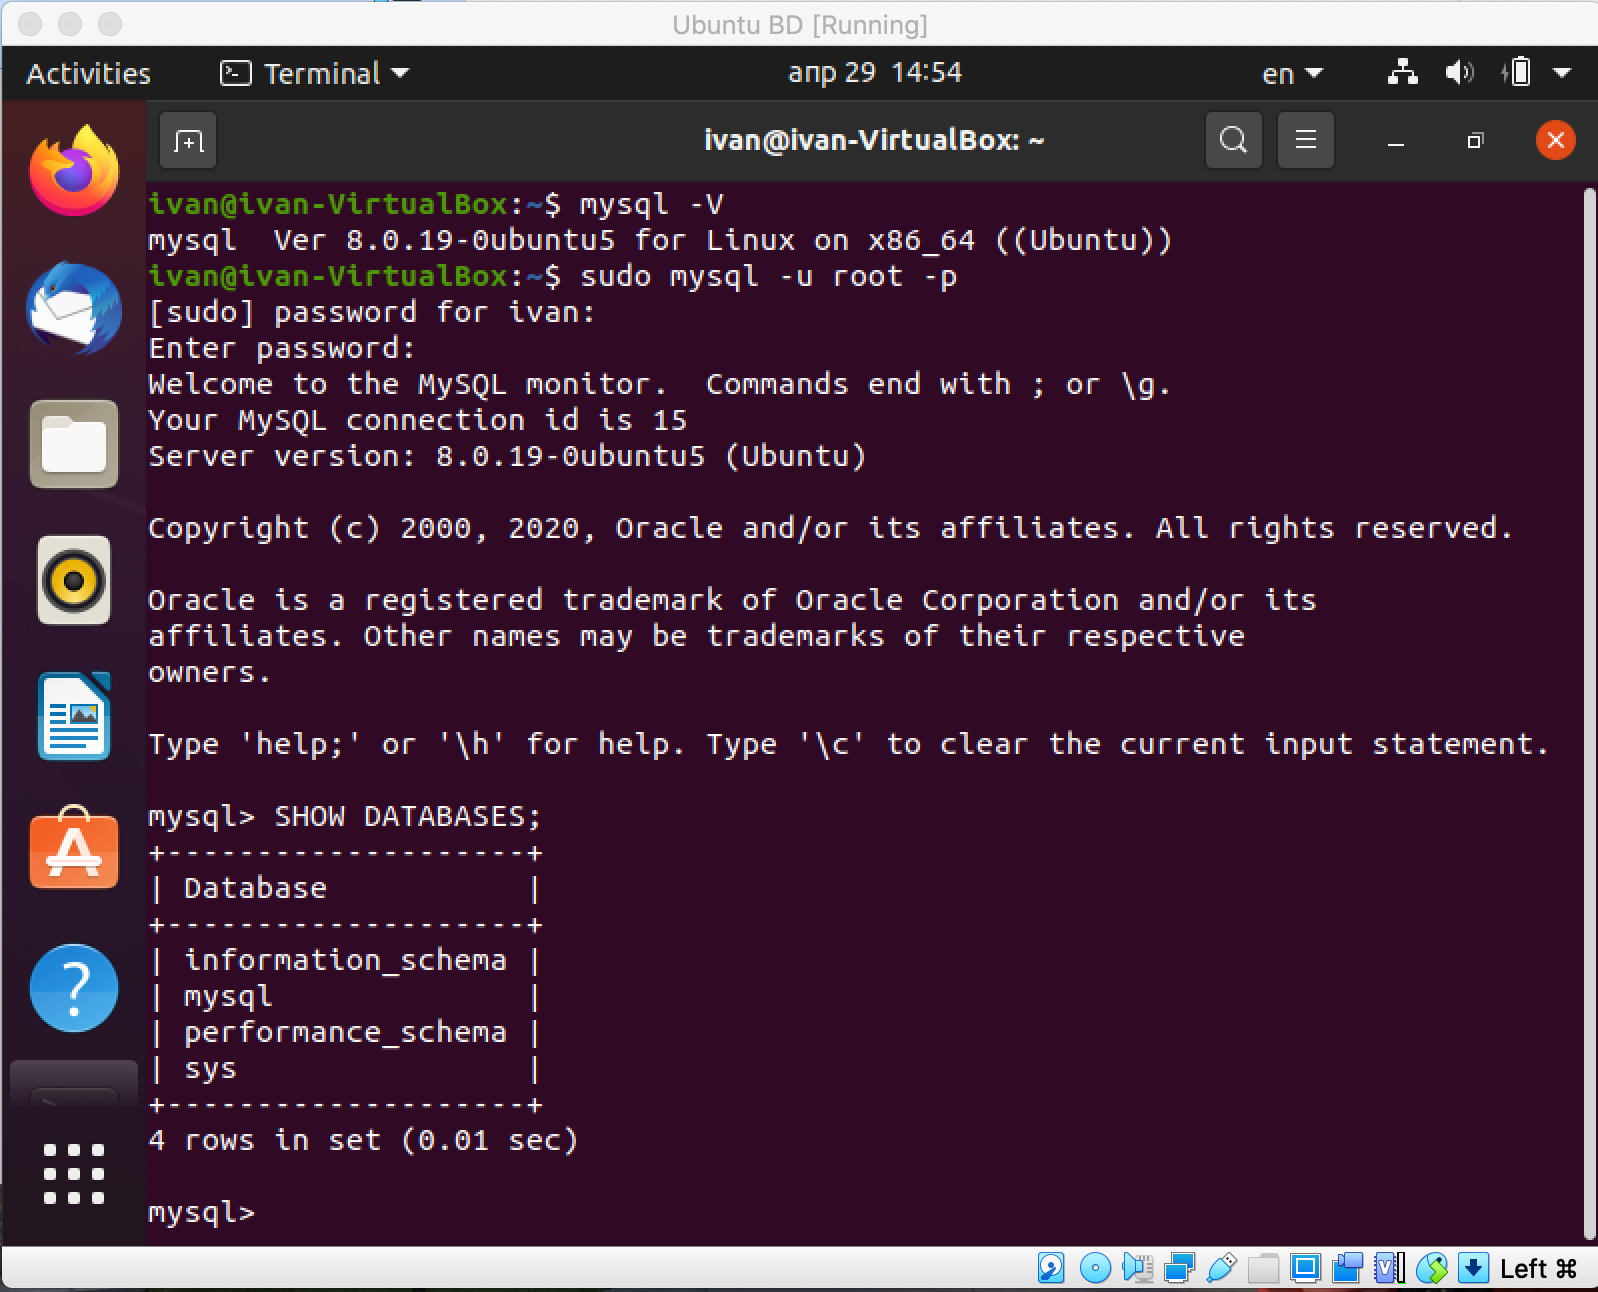 Ubuntu BD [Running]
Activities Terminal апр 29 14:54 en
ivan@ivan-VirtualBox: ~
ivan@ivan-VirtualBox:~$ mysql -V
mysql  Ver 8.0.19-0ubuntu5 for Linux on x86_64 ((Ubuntu))
ivan@ivan-VirtualBox:~$ sudo mysql -u root -p
[sudo] password for ivan:
Enter password:
Welcome to the MySQL monitor.  Commands end with ; or \g.
Your MySQL connection id is 15
Server version: 8.0.19-0ubuntu5 (Ubuntu)
Copyright (c) 2000, 2020, Oracle and/or its affiliates. All rights reserved.
Oracle is a registered trademark of Oracle Corporation and/or its
affiliates. Other names may be trademarks of their respective
owners.
Type 'help;' or '\h' for help. Type '\c' to clear the current input statement.
mysql> SHOW DATABASES;
+--------------------+
| Database           |
+--------------------+
| information_schema |
| mysql              |
| performance_schema |
| sys                |
+--------------------+
4 rows in set (0.01 sec)
mysql>
Left ⌘